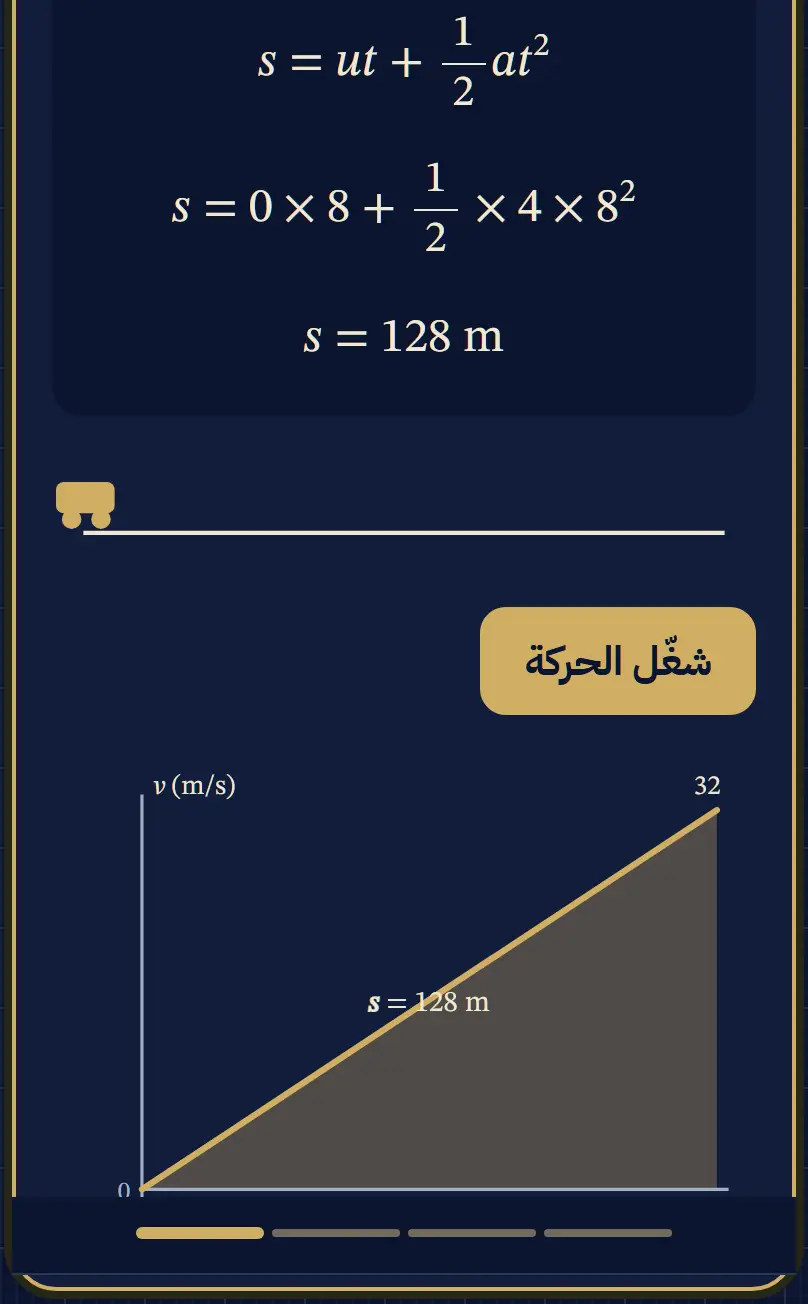 s = ut + 1/2 at²
s = 0 × 8 + 1/2 × 4 × 8²
s = 128 m
شغّل الحركة
v (m/s)
32
s = 128 m
0